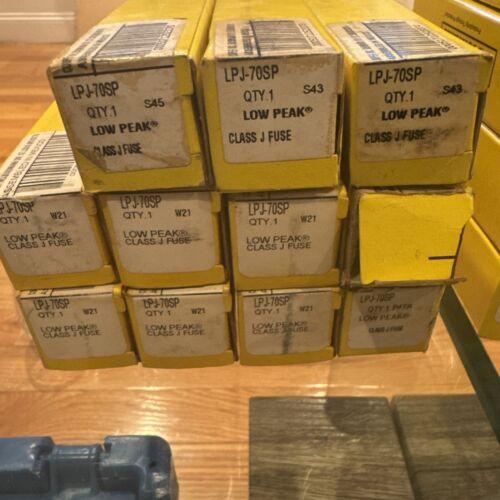 LPJ-70SP
QTY.1 S45
LOW PEAK®
CLASS J FUSE
LPJ-70SP
QTY.1 S43
LOW PEAK®
CLASS J FUSE
LPJ-70SP
QTY.1 S43
LOW PEAK®
CLASS J FUSE
LPJ-70SP
QTY.1 W21
LOW PEAK®
CLASS J FUSE
LPJ-70SP
QTY.1 W21
LOW PEAK®
CLASS J FUSE
LPJ-70SP
QTY.1
LOW PEAK®
CLASS J FUSE
LPJ-70SP
QTY.1 W21
LOW PEAK®
CLASS J FUSE
LPJ-70SP
QTY.1 W21
LOW PEAK®
CLASS J FUSE
LPJ-70SP
QTY.1 W21
LOW PEAK®
CLASS J FUSE
LPJ-70SP
QTY.1
LOW PEAK®
CLASS J FUSE